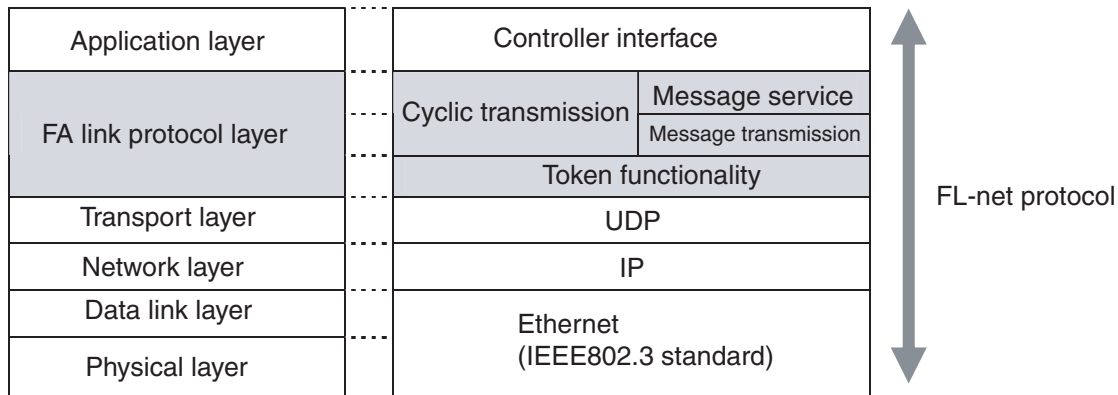 Application layer
Controller interface
FA link protocol layer
Cyclic transmission
Message service
Message transmission
Token functionality
Transport layer
UDP
Network layer
IP
Data link layer
Physical layer
Ethernet
(IEEE802.3 standard)
FL-net protocol